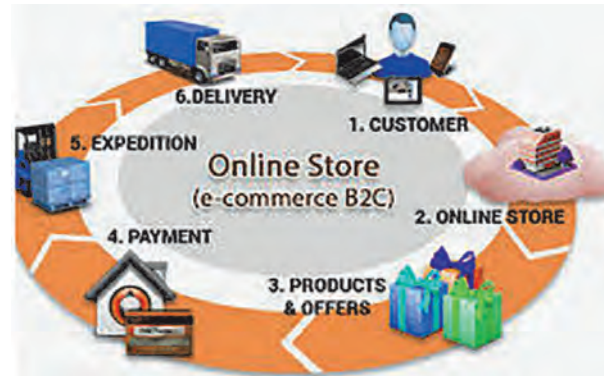 Online Store
(e-commerce B2C)
1. CUSTOMER
2. ONLINE STORE
3. PRODUCTS
& OFFERS
4. PAYMENT
5. EXPEDITION
6.DELIVERY